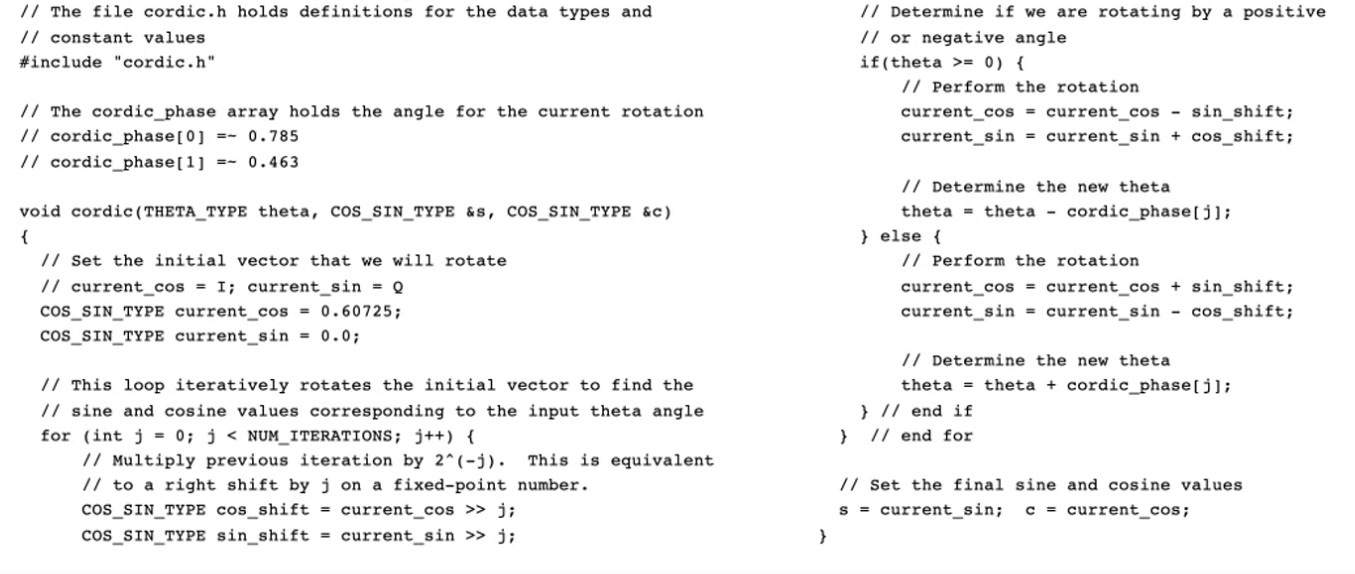 // The file cordic.h holds definitions for the data types and
// constant values
#include "cordic.h"

// The cordic_phase array holds the angle for the current rotation
// cordic_phase[0] =~ 0.785
// cordic_phase[1] =~ 0.463

void cordic(THETA_TYPE theta, COS_SIN_TYPE &s, COS_SIN_TYPE &c)
{
  // Set the initial vector that we will rotate
  // current_cos = I; current_sin = Q
  COS_SIN_TYPE current_cos = 0.60725;
  COS_SIN_TYPE current_sin = 0.0;

  // This loop iteratively rotates the initial vector to find the
  // sine and cosine values corresponding to the input theta angle
  for (int j = 0; j < NUM_ITERATIONS; j++) {
      // Multiply previous iteration by 2^(-j).  This is equivalent
      // to a right shift by j on a fixed-point number.
      COS_SIN_TYPE cos_shift = current_cos >> j;
      COS_SIN_TYPE sin_shift = current_sin >> j;

    // Determine if we are rotating by a positive
    // or negative angle
    if(theta >= 0) {
        // Perform the rotation
        current_cos = current_cos - sin_shift;
        current_sin = current_sin + cos_shift;

        // Determine the new theta
        theta = theta - cordic_phase[j];
    } else {
        // Perform the rotation
        current_cos = current_cos + sin_shift;
        current_sin = current_sin - cos_shift;

        // Determine the new theta
        theta = theta + cordic_phase[j];
    } // end if
  }  // end for

  // Set the final sine and cosine values
  s = current_sin;  c = current_cos;
}